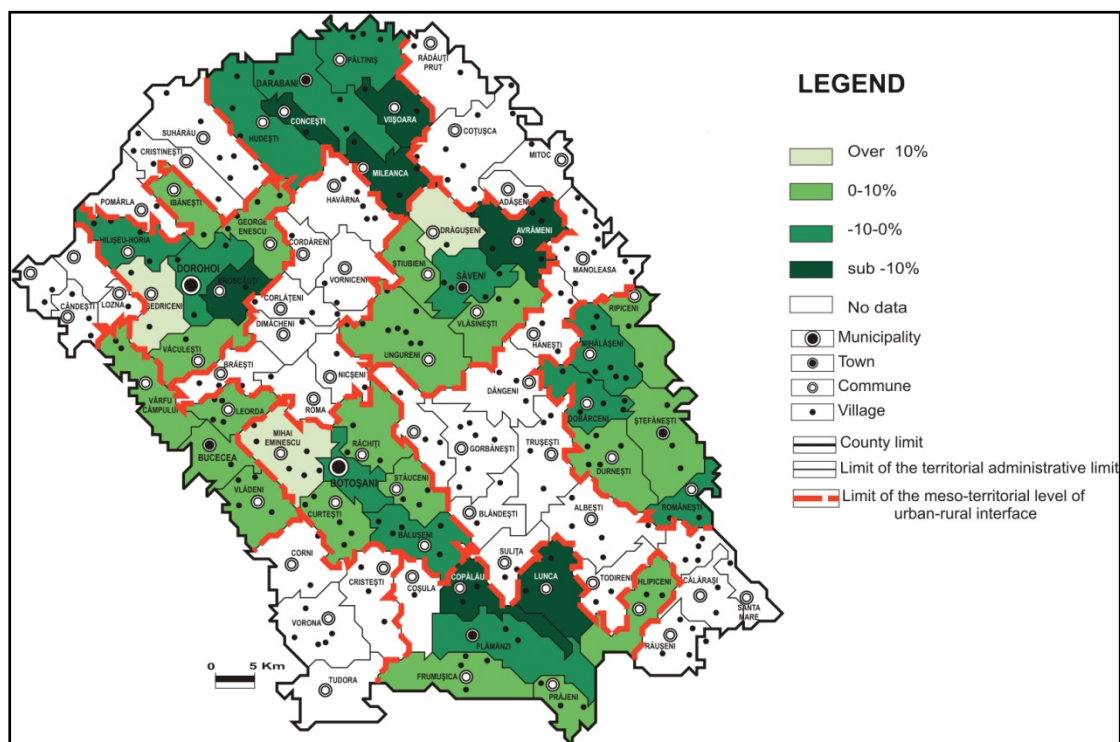 RĂDĂUȚI
PRUT
PĂLTINIȘ
DARABANI
CONCEȘTI
VIIȘOARA
COȚUȘCA
HUDEȘTI
SUHĂRĂU
CRISTINEȘTI
MITOC
MILEANCA
IBĂNEȘTI
HAVÂRNA
ADĂȘENI
POMÂRLA
GEORGE
ENESCU
DRĂGUȘENI
AVRĂMENI
HILIȘEU-HORIA
CORDĂRENI
ȘTIUBIENI
MANOLEASA
DOROHOI
VORNICENI
SĂVENI
BROSCĂUȚI
CÂNDEȘTI
LOZNA
SEDRICENI
CORLĂȚENI
RIPICENI
DIMACHENI
VLĂSINEȘTI
HĂNEȘTI
MIHĂLĂȘENI
VĂCULEȘTI
UNGURENI
BRĂEȘTI
NICȘENI
DÂNGENI
VÂRFU
CÂMPULUI
LEORDA
ROMA
DOBÂRCENI
ȘTEFĂNEȘTI
MIHAI
EMINESCU
RĂCHIȚI
TRUȘEȘTI
BUCECEA
GORBĂNEȘTI
DURNEȘTI
BOTOȘANI
STĂUCENI
VLĂDENI
CURTEȘTI
ROMÂNEȘTI
BLÂNDEȘTI
ALBEȘTI
BĂLUȘENI
CORNI
SULIȚA
CRISTEȘTI
COȘULA
COPĂLĂU
LUNCA
TODIRENI
HLIPICENI
CĂLĂRAȘI
SANTA
MARE
VORONA
FLĂMÂNZI
RĂUȘENI
FRUMUȘICA
PRĂJENI
TUDORA
0 5 Km
LEGEND
Over 10%
0-10%
-10-0%
sub -10%
No data
Municipality
Town
Commune
Village
County limit
Limit of the territorial administrative limit
Limit of the meso-territorial level of
urban-rural interface